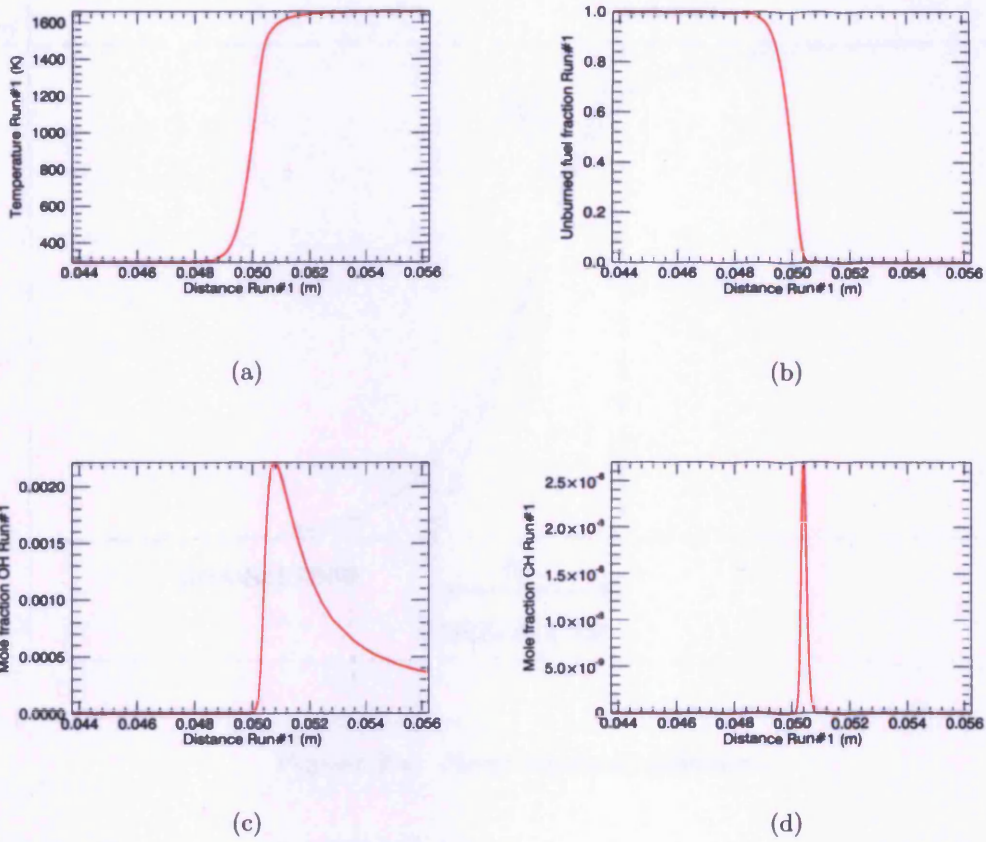 Temperature Run#1 (K)
1600
1400
1200
1000
800
600
400
0.044 0.046 0.048 0.050 0.052 0.054 0.056
Distance Run#1 (m)
(a)
Unburned fuel fraction Run#1
1.0
0.8
0.6
0.4
0.2
0.0
0.044 0.046 0.048 0.050 0.052 0.054 0.056
Distance Run#1 (m)
(b)
Mole fraction OH Run#1
0.0020
0.0015
0.0010
0.0005
0.0000
0.044 0.046 0.048 0.050 0.052 0.054 0.056
Distance Run#1 (m)
(c)
Mole fraction CH Run#1
0
0.044 0.046 0.048 0.050 0.052 0.054 0.056
Distance Run#1 (m)
(d)